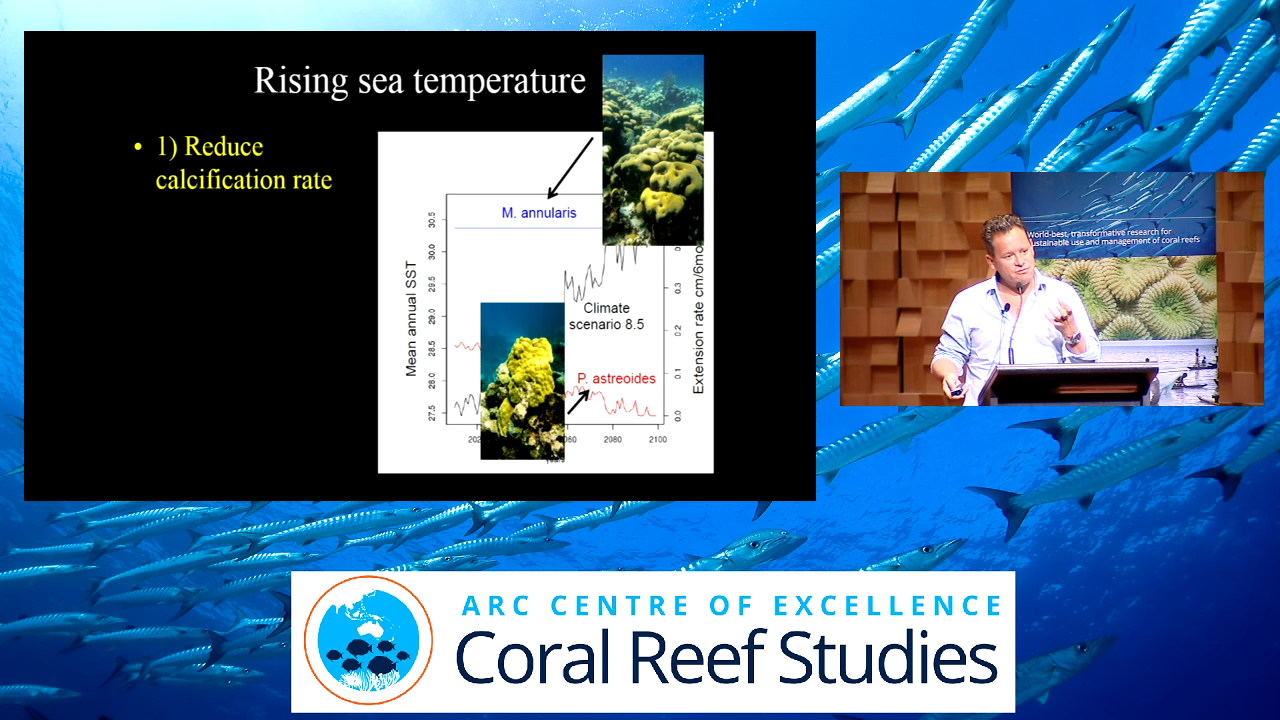 Rising sea temperature
• 1) Reduce
calcification rate
M. annularis
Mean annual SST
30.5
30.0
29.5
29.0
28.5
28.0
27.5
Climate
scenario 8.5
P. astreoides
Extension rate cm/6mo
0.3
0.2
0.1
0.0
2080
2100
World-best, transformative research for
sustainable use and management of coral reefs
ARC CENTRE OF EXCELLENCE
Coral Reef Studies